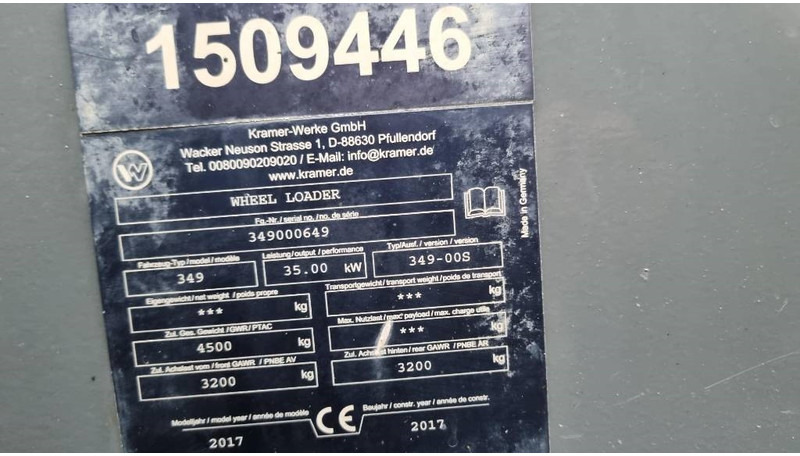 1509446
Kramer-Werke GmbH
Wacker Neuson Strasse 1, D-88630 Pfullendorf
Tel. 0080090209020 / E-Mail: info@kramer.de
www.kramer.de
WHEEL LOADER
Fg.-Nr./ serial no. / no. de série
349000649
Fahrzeug-Typ / model / modèle
349
Leistung / output / performance
35.00 kW
Typ/Ausf. / version / version
349-00S
Eigengewicht / net weight / poids propre
*** kg
Transportgewicht / transport weight / poids de transport
*** kg
Zul. Ges. Gewicht / GWR/ PTAC
4500 kg
Max. Nutzlast / max. payload / max. charge utile
*** kg
Zul. Achslast vorn / front GAWR / PNBE AV
3200 kg
Zul. Achslast hinten / rear GAWR / PNBE AR
3200 kg
Modelljahr / model year / année de modèle
2017
CE
Baujahr / constr. year / année de constr.
2017
Made in Germany